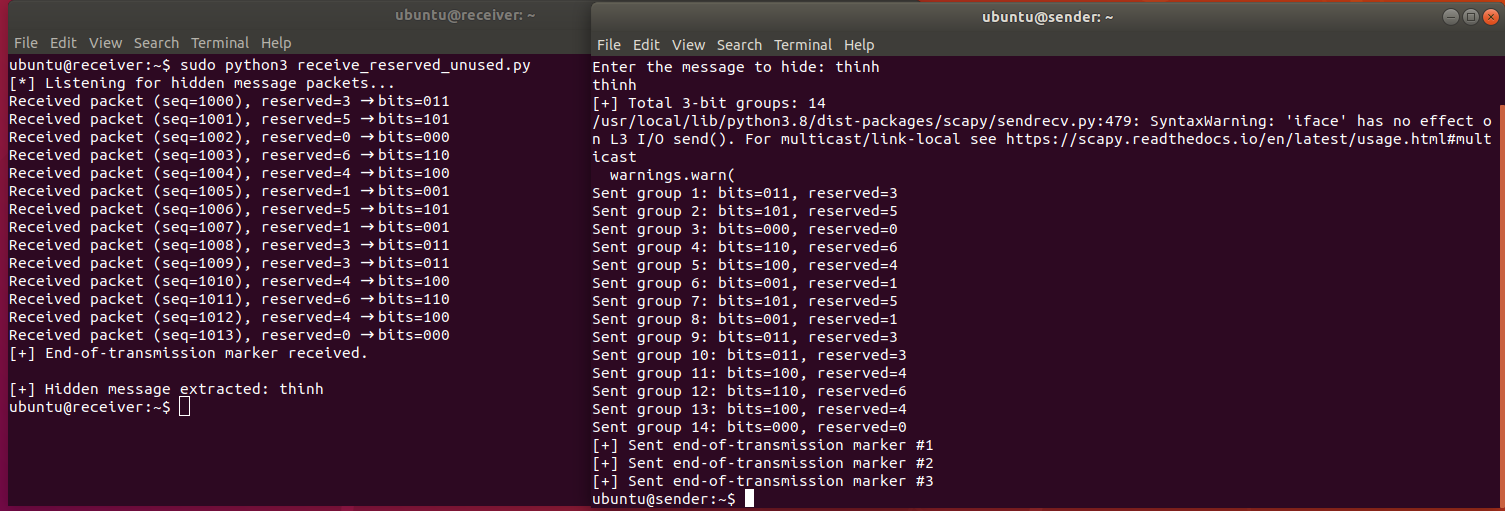 ubuntu@receiver: ~
File Edit View Search Terminal Help
ubuntu@receiver:~$ sudo python3 receive_reserved_unused.py
[*] Listening for hidden message packets...
Received packet (seq=1000), reserved=3 → bits=011
Received packet (seq=1001), reserved=5 → bits=101
Received packet (seq=1002), reserved=0 → bits=000
Received packet (seq=1003), reserved=6 → bits=110
Received packet (seq=1004), reserved=4 → bits=100
Received packet (seq=1005), reserved=1 → bits=001
Received packet (seq=1006), reserved=5 → bits=101
Received packet (seq=1007), reserved=1 → bits=001
Received packet (seq=1008), reserved=3 → bits=011
Received packet (seq=1009), reserved=3 → bits=011
Received packet (seq=1010), reserved=4 → bits=100
Received packet (seq=1011), reserved=6 → bits=110
Received packet (seq=1012), reserved=4 → bits=100
Received packet (seq=1013), reserved=0 → bits=000
[+] End-of-transmission marker received.
[+] Hidden message extracted: thinh
ubuntu@receiver:~$
ubuntu@sender: ~
File Edit View Search Terminal Help
Enter the message to hide: thinh
thinh
[+] Total 3-bit groups: 14
/usr/local/lib/python3.8/dist-packages/scapy/sendrecv.py:479: SyntaxWarning: 'iface' has no effect o
n L3 I/O send(). For multicast/link-local see https://scapy.readthedocs.io/en/latest/usage.html#mult
icast
warnings.warn(
Sent group 1: bits=011, reserved=3
Sent group 2: bits=101, reserved=5
Sent group 3: bits=000, reserved=0
Sent group 4: bits=110, reserved=6
Sent group 5: bits=100, reserved=4
Sent group 6: bits=001, reserved=1
Sent group 7: bits=101, reserved=5
Sent group 8: bits=001, reserved=1
Sent group 9: bits=011, reserved=3
Sent group 10: bits=011, reserved=3
Sent group 11: bits=100, reserved=4
Sent group 12: bits=110, reserved=6
Sent group 13: bits=100, reserved=4
Sent group 14: bits=000, reserved=0
[+] Sent end-of-transmission marker #1
[+] Sent end-of-transmission marker #2
[+] Sent end-of-transmission marker #3
ubuntu@sender:~$